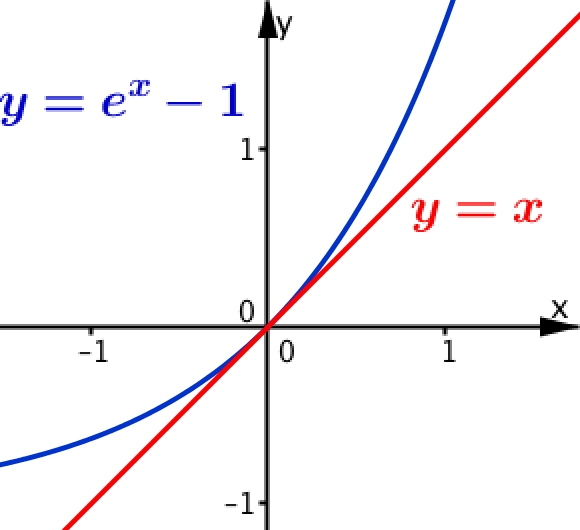 y
y = e^x − 1
1
y = x
0
x
−1
0
1
−1